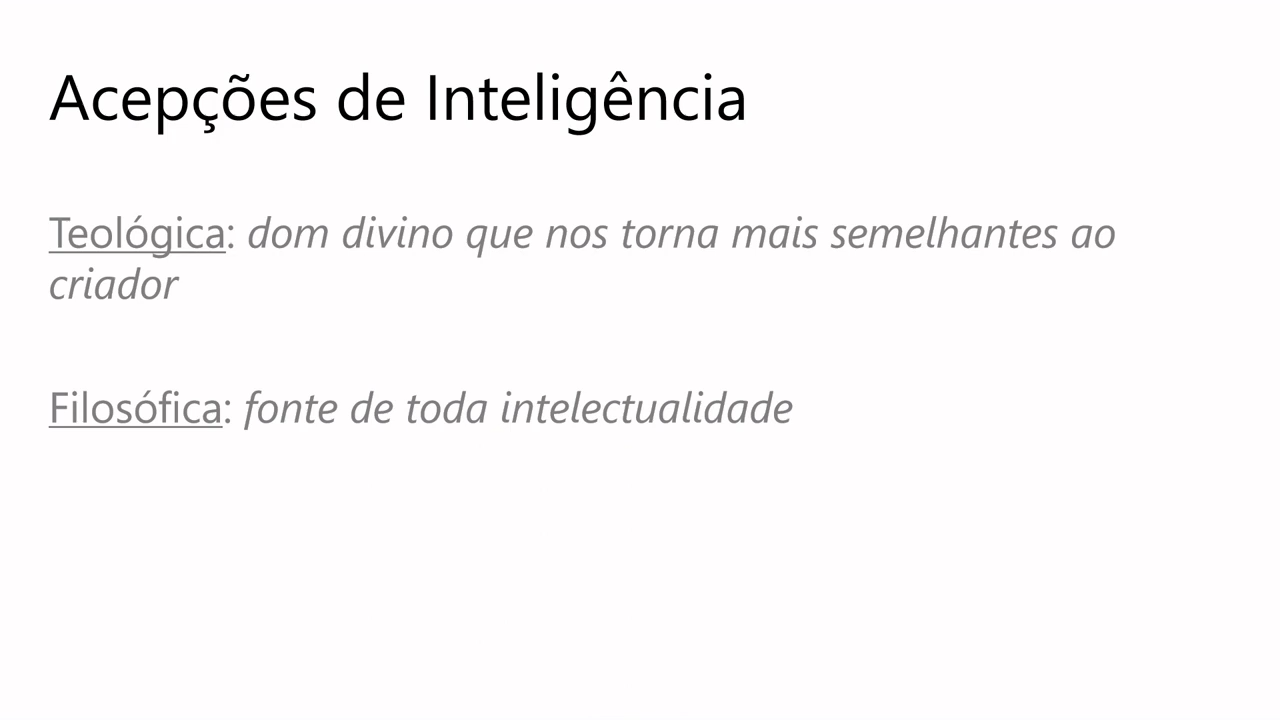 Acepções de Inteligência
Teológica: dom divino que nos torna mais semelhantes ao
criador
Filosófica: fonte de toda intelectualidade